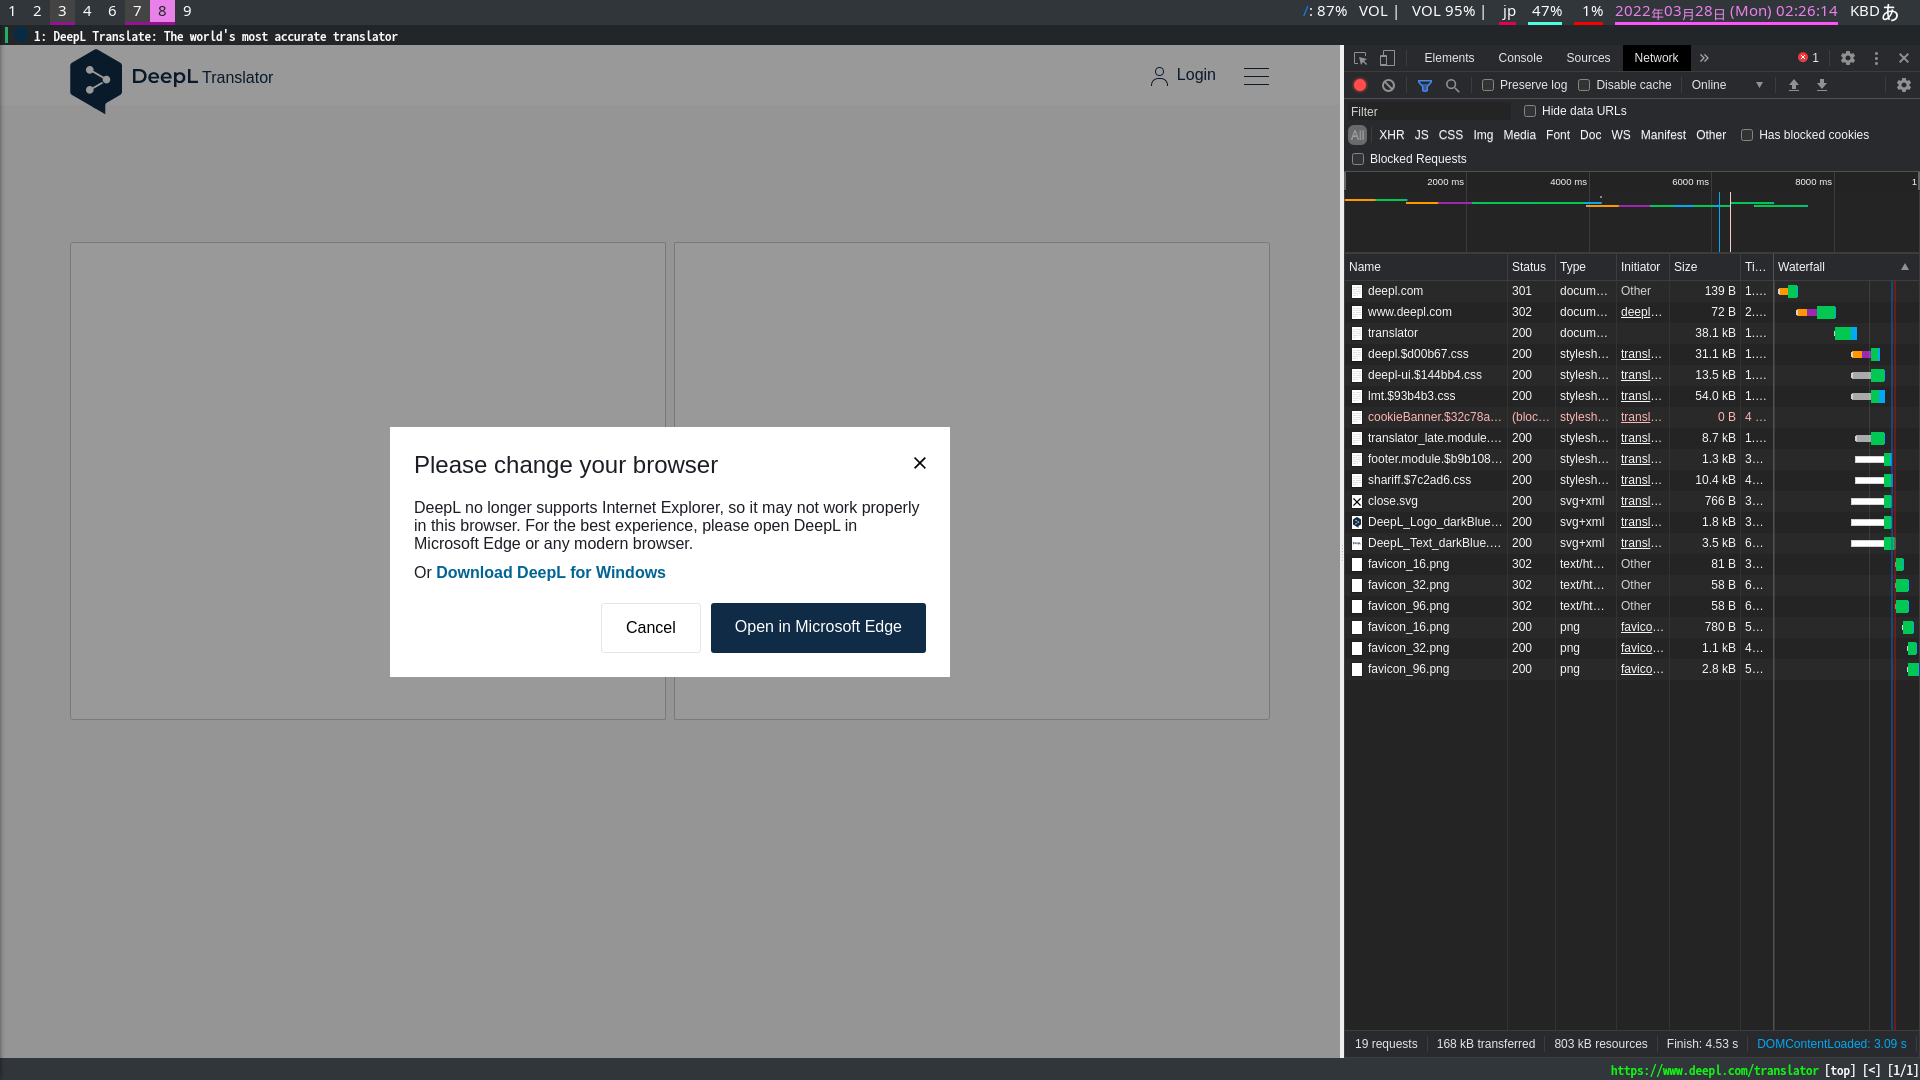 1 2 3 4 6 7 8 9
/: 87% VOL | VOL 95% | jp 47% 1% 2022年03月28日 (Mon) 02:26:14 KBD あ
1: DeepL Translate: The world's most accurate translator
DeepL Translator
Login
Please change your browser
DeepL no longer supports Internet Explorer, so it may not work properly
in this browser. For the best experience, please open DeepL in
Microsoft Edge or any modern browser.
Or Download DeepL for Windows
Cancel Open in Microsoft Edge
Elements Console Sources Network » 1
Preserve log Disable cache Online
Filter Hide data URLs
All XHR JS CSS Img Media Font Doc WS Manifest Other Has blocked cookies
Blocked Requests
2000 ms 4000 ms 6000 ms 8000 ms 1
Name Status Type Initiator Size Ti… Waterfall
deepl.com 301 docum… Other 139 B 1.…
www.deepl.com 302 docum… deepl… 72 B 2.…
translator 200 docum… 38.1 kB 1.…
deepl.$d00b67.css 200 stylesh… transl… 31.1 kB 1.…
deepl-ui.$144bb4.css 200 stylesh… transl… 13.5 kB 1.…
lmt.$93b4b3.css 200 stylesh… transl… 54.0 kB 1.…
cookieBanner.$32c78a… (bloc… stylesh… transl… 0 B 4 …
translator_late.module.… 200 stylesh… transl… 8.7 kB 1.…
footer.module.$b9b108… 200 stylesh… transl… 1.3 kB 3…
shariff.$7c2ad6.css 200 stylesh… transl… 10.4 kB 4…
close.svg 200 svg+xml transl… 766 B 3…
DeepL_Logo_darkBlue… 200 svg+xml transl… 1.8 kB 3…
DeepL_Text_darkBlue.… 200 svg+xml transl… 3.5 kB 6…
favicon_16.png 302 text/ht… Other 81 B 3…
favicon_32.png 302 text/ht… Other 58 B 6…
favicon_96.png 302 text/ht… Other 58 B 6…
favicon_16.png 200 png favico… 780 B 5…
favicon_32.png 200 png favico… 1.1 kB 4…
favicon_96.png 200 png favico… 2.8 kB 5…
19 requests 168 kB transferred 803 kB resources Finish: 4.53 s DOMContentLoaded: 3.09 s
https://www.deepl.com/translator [top] [<] [1/1]